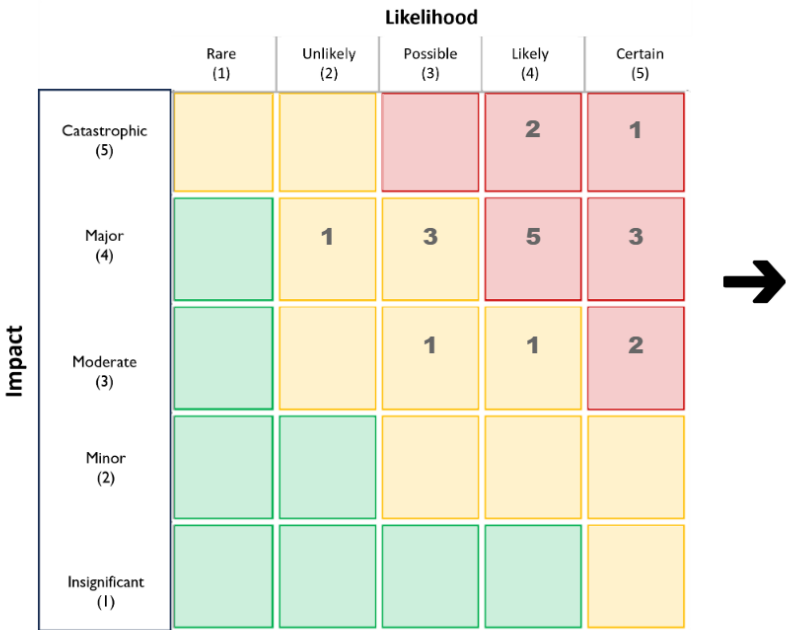 Likelihood
Rare
(1)
Unlikely
(2)
Possible
(3)
Likely
(4)
Certain
(5)
Impact
Catastrophic
(5)
2
1
Major
(4)
1
3
5
3
Moderate
(3)
1
1
2
Minor
(2)
Insignificant
(1)